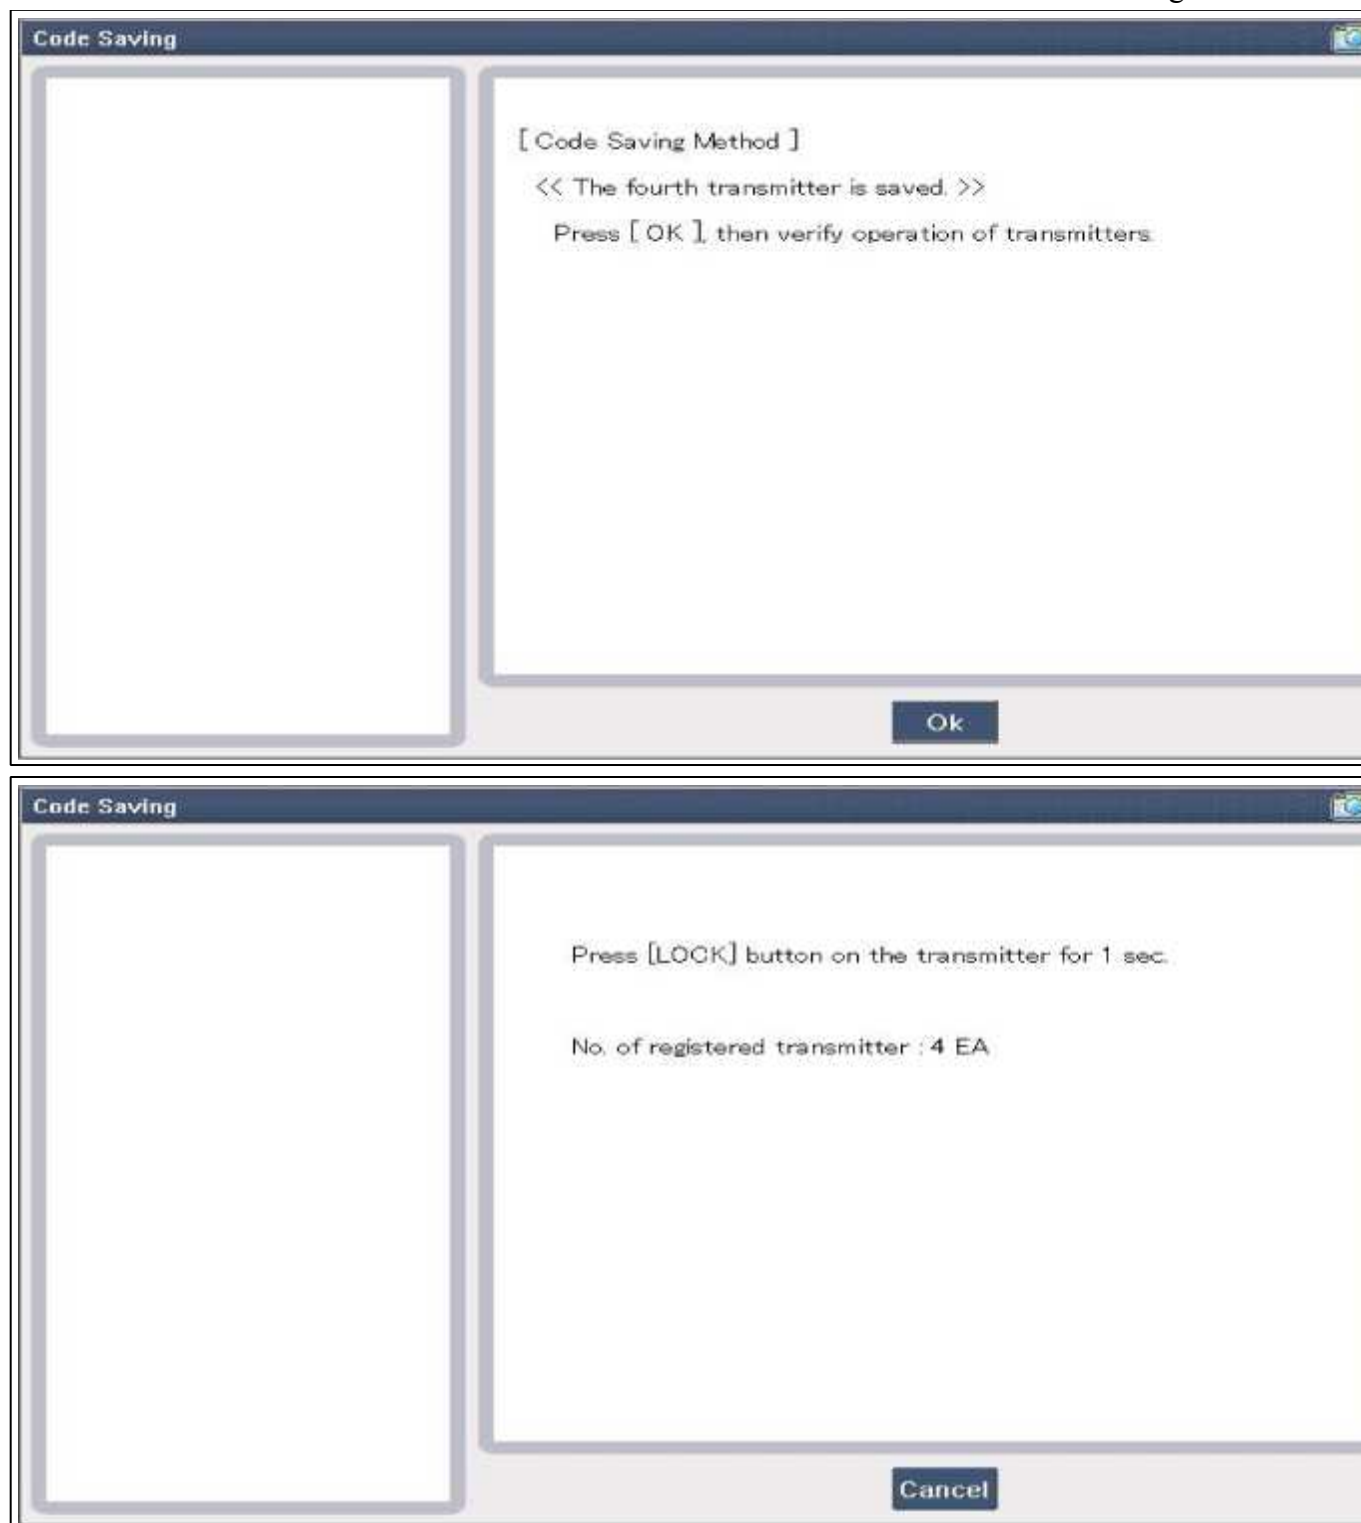 Code Saving
[ Code Saving Method ]
<< The fourth transmitter is saved. >>
Press [ OK ], then verify operation of transmitters.
Ok
Code Saving
Press [LOCK] button on the transmitter for 1 sec.
No. of registered transmitter : 4 EA
Cancel